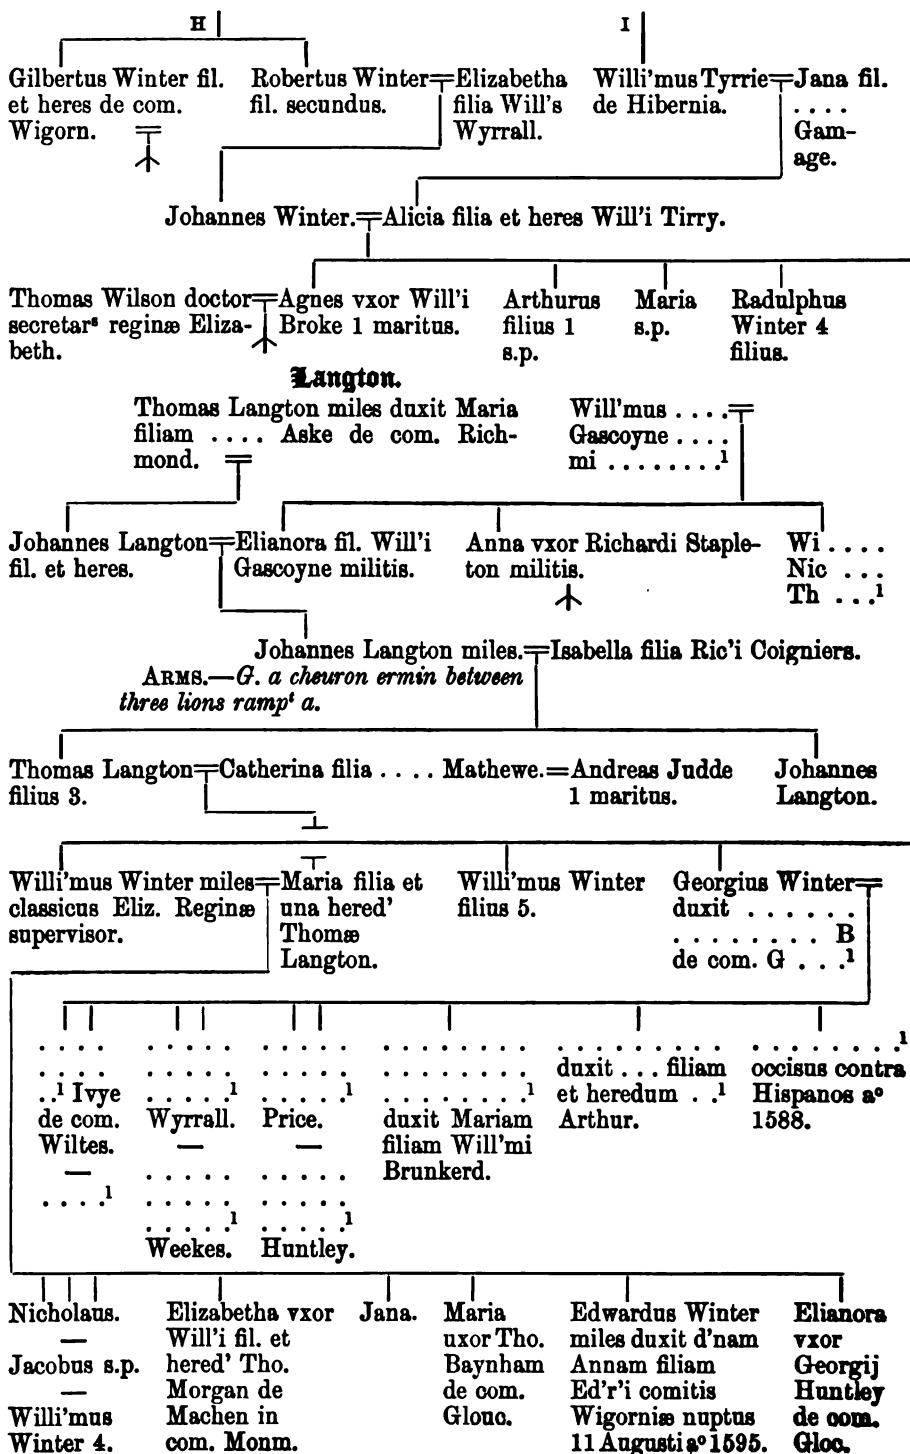 H I
Gilbertus Winter fil.
et heres de com.
Wigorn.
Robertus Winter
fil. secundus.
Elizabetha
filia Will's
Wyrrall.
Willi'mus Tyrrie
de Hibernia.
Jana fil.
. . . .
Gam-
age.
Johannes Winter. Alicia filia et heres Will'i Tirry.
Thomas Wilson doctor
secretarˢ reginæ Eliza-
beth.
Agnes vxor Will'i
Broke 1 maritus.
Arthurus
filius 1
s.p.
Maria
s.p.
Radulphus
Winter 4
filius.
Langton.
Thomas Langton miles duxit Maria
filiam . . . . Aske de com. Rich-
mond.
Will'mus . . . .
Gascoyne . . . .
mi . . . . . . . .¹
Johannes Langton
fil. et heres.
Elianora fil. Will'i
Gascoyne militis.
Anna vxor Richardi Staple-
ton militis.
Wi . . . .
Nic . . .
Th . . .¹
Johannes Langton miles. Isabella filia Ric'i Coigniers.
ARMS.—G. a cheuron ermin between
three lions rampᵗ a.
Thomas Langton
filius 3.
Catherina filia . . . . Mathewe. = Andreas Judde
1 maritus.
Johannes
Langton.
Willi'mus Winter miles
classicus Eliz. Reginæ
supervisor.
Maria filia et
una hered'
Thomæ
Langton.
Willi'mus Winter
filius 5.
Georgius Winter
duxit . . . . . .
. . . . . . . . B
de com. G . . .¹
. . . .
. . . .
. .¹ Ivye
de com.
Wiltes.
—
. . . .¹
. . . . .
. . . . .
. . . . .¹
Wyrrall.
—
. . . . .
. . . . .
. . . . .¹
Weekes.
. . . . .
. . . . .
. . . . .¹
Price.
—
. . . . .
. . . . .
. . . . .¹
Huntley.
. . . . . . . .
. . . . . . . .
. . . . . . . .¹
duxit Mariam
filiam Will'mi
Brunkerd.
. . . . . . . . .
duxit . . . filiam
et heredum . .¹
Arthur.
. . . . . . . .¹
occisus contra
Hispanos aº
1588.
Nicholaus.
—
Jacobus s.p.
—
Willi'mus
Winter 4.
Elizabetha vxor
Will'i fil. et
hered' Tho.
Morgan de
Machen in
com. Monm.
Jana.
Maria
uxor Tho.
Baynham
de com.
Glouc.
Edwardus Winter
miles duxit d'nam
Annam filiam
Ed'r'i comitis
Wigorniæ nuptus
11 Augusti aº 1595.
Elianora
vxor
Georgij
Huntley
de com.
Gloc.